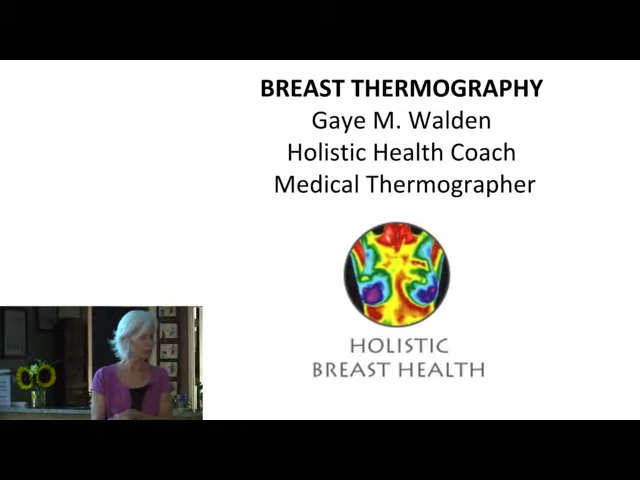 BREAST THERMOGRAPHY
Gaye M. Walden
Holistic Health Coach
Medical Thermographer
HOLISTIC
BREAST HEALTH